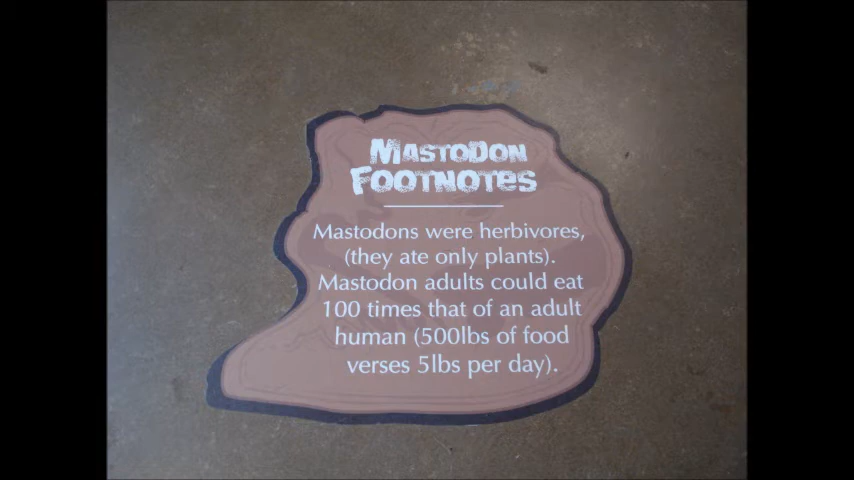 MASTODON
FOOTNOTES
Mastodons were herbivores,
(they ate only plants).
Mastodon adults could eat
100 times that of an adult
human (500lbs of food
verses 5lbs per day).